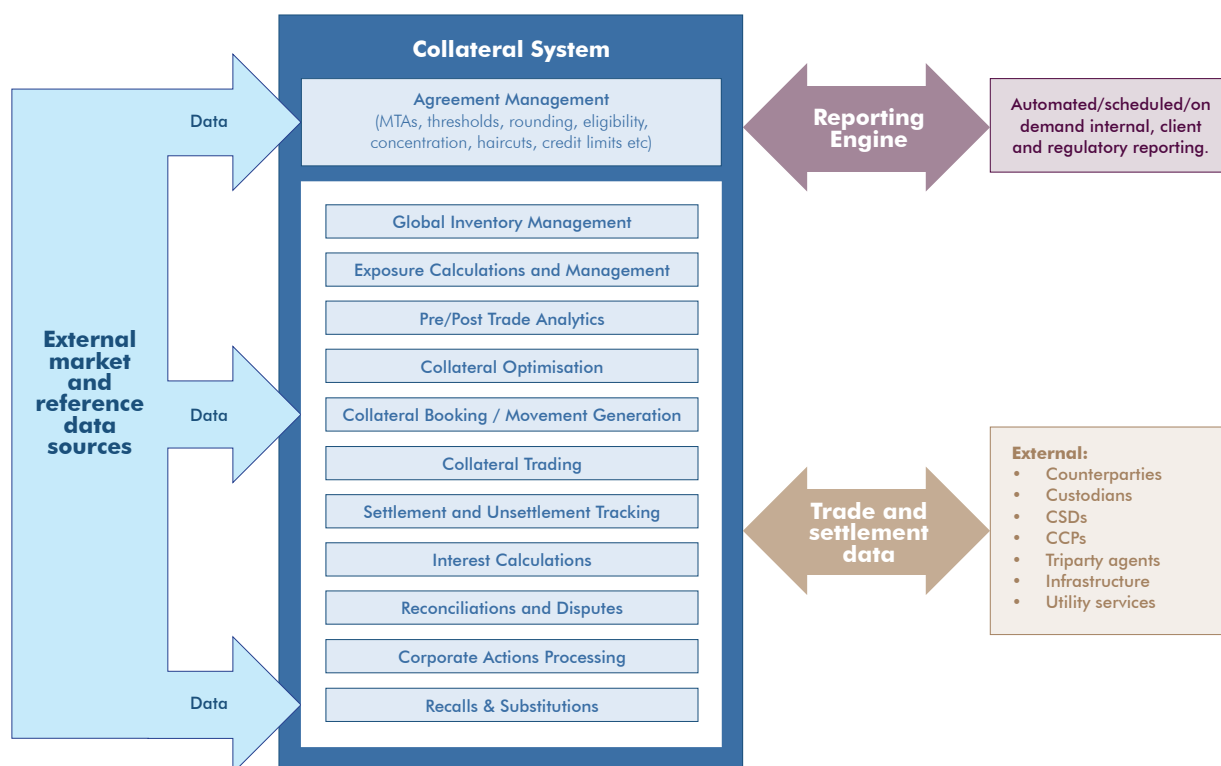 Collateral System
Agreement Management
(MTAs, thresholds, rounding, eligibility,
concentration, haircuts, credit limits etc)
Global Inventory Management
Exposure Calculations and Management
Pre/Post Trade Analytics
Collateral Optimisation
Collateral Booking / Movement Generation
Collateral Trading
Settlement and Unsettlement Tracking
Interest Calculations
Reconciliations and Disputes
Corporate Actions Processing
Recalls & Substitutions
External
market
and
reference
data
sources
Data
Data
Data
Reporting
Engine
Automated/scheduled/on
demand internal, client
and regulatory reporting.
Trade and
settlement
data
External:
• Counterparties
• Custodians
• CSDs
• CCPs
• Triparty agents
• Infrastructure
• Utility services